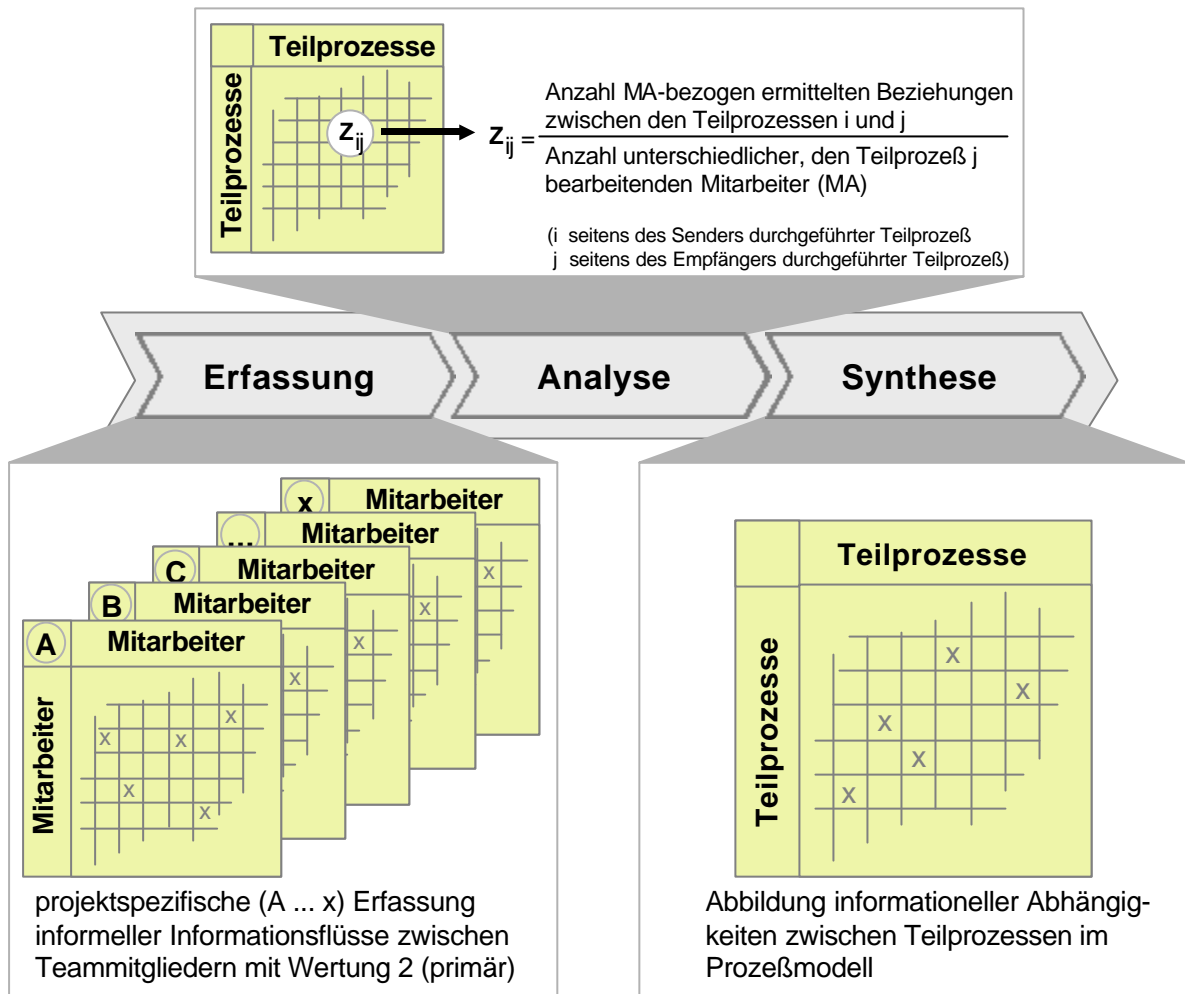 Teilprozesse
Teilprozesse
Zij
Zij =
Anzahl MA-bezogen ermittelten Beziehungen
zwischen den Teilprozessen i und j
Anzahl unterschiedlicher, den Teilprozeß j
bearbeitenden Mitarbeiter (MA)
(i seitens des Senders durchgeführter Teilprozeß
j seitens des Empfängers durchgeführter Teilprozeß)
Erfassung
Analyse
Synthese
x Mitarbeiter
... Mitarbeiter
C Mitarbeiter
B Mitarbeiter
A Mitarbeiter
Mitarbeiter
x
x
x
x
x
x
x
x
x
projektspezifische (A ... x) Erfassung
informeller Informationsflüsse zwischen
Teammitgliedern mit Wertung 2 (primär)
Teilprozesse
Teilprozesse
x
x
x
x
x
Abbildung informationeller Abhängig-
keiten zwischen Teilprozessen im
Prozeßmodell